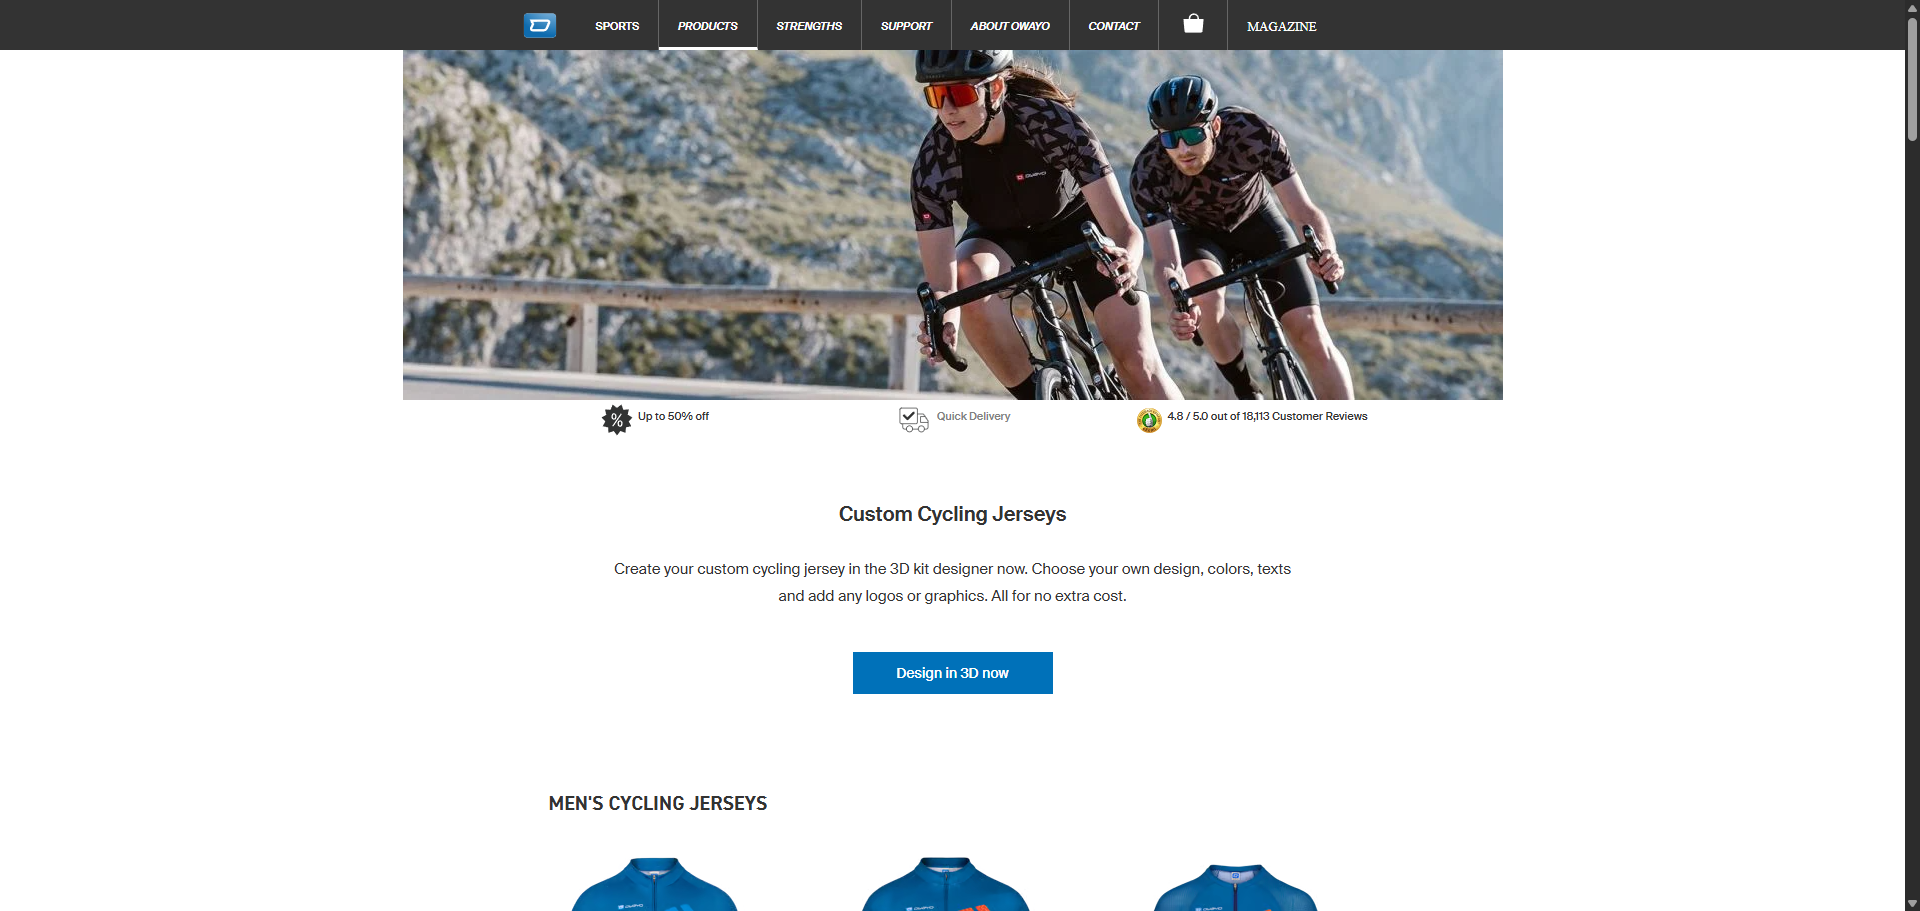 SPORTS
PRODUCTS
STRENGTHS
SUPPORT
ABOUT OWAYO
CONTACT
MAGAZINE
OWAYO
%
Up to 50% off
Quick Delivery
4.8 / 5.0 out of 18,113 Customer Reviews
Custom Cycling Jerseys
Create your custom cycling jersey in the 3D kit designer now. Choose your own design, colors, texts
and add any logos or graphics. All for no extra cost.
Design in 3D now
MEN'S CYCLING JERSEYS
OWAYO